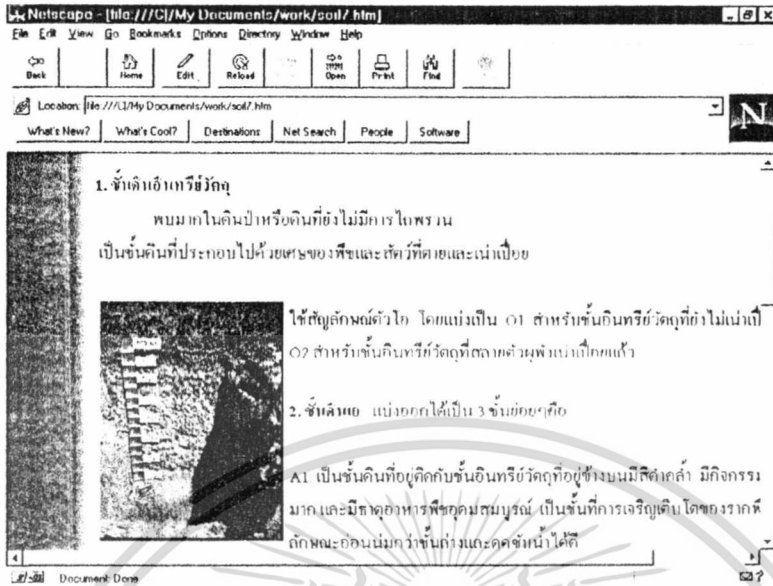 Netscape - [file:///C|/My Documents/work/soil7.htm]
File Edit View Go Bookmarks Options Directory Window Help
Back Home Edit Reload Open Print Find
Location: file:///C|/My Documents/work/soil7.htm
What's New? What's Cool? Destinations Net Search People Software
N
1. ชั้นดินอินทรีย์วัตถุ
พบมากในดินป่าหรือดินที่ยังไม่มีการไถพรวน
เป็นชั้นดินที่ประกอบไปด้วยเศษของพืชและสัตว์ที่ตายและเน่าเปื่อย
ใช้สัญลักษณ์ตัวโอ โดยแบ่งเป็น O1 สำหรับชั้นอินทรีย์วัตถุที่ยังไม่เน่าเปื
O2 สำหรับชั้นอินทรีย์วัตถุที่สลายตัวผุพังเน่าเปื่อยแล้ว
2. ชั้นดินเอ แบ่งออกได้เป็น 3 ชั้นย่อยๆคือ
A1 เป็นชั้นดินที่อยู่ติดกับชั้นอินทรีย์วัตถุที่อยู่ข้างบนมีสีดำคล้ำ มีกิจกรรม
มาก และมีธาตุอาหารพืชอุดมสมบูรณ์ เป็นชั้นที่การเจริญเติบโตของรากพื
ลักษณะอ่อนนุ่มกว่าชั้นล่างและดูดซับน้ำได้ดี
Document: Done